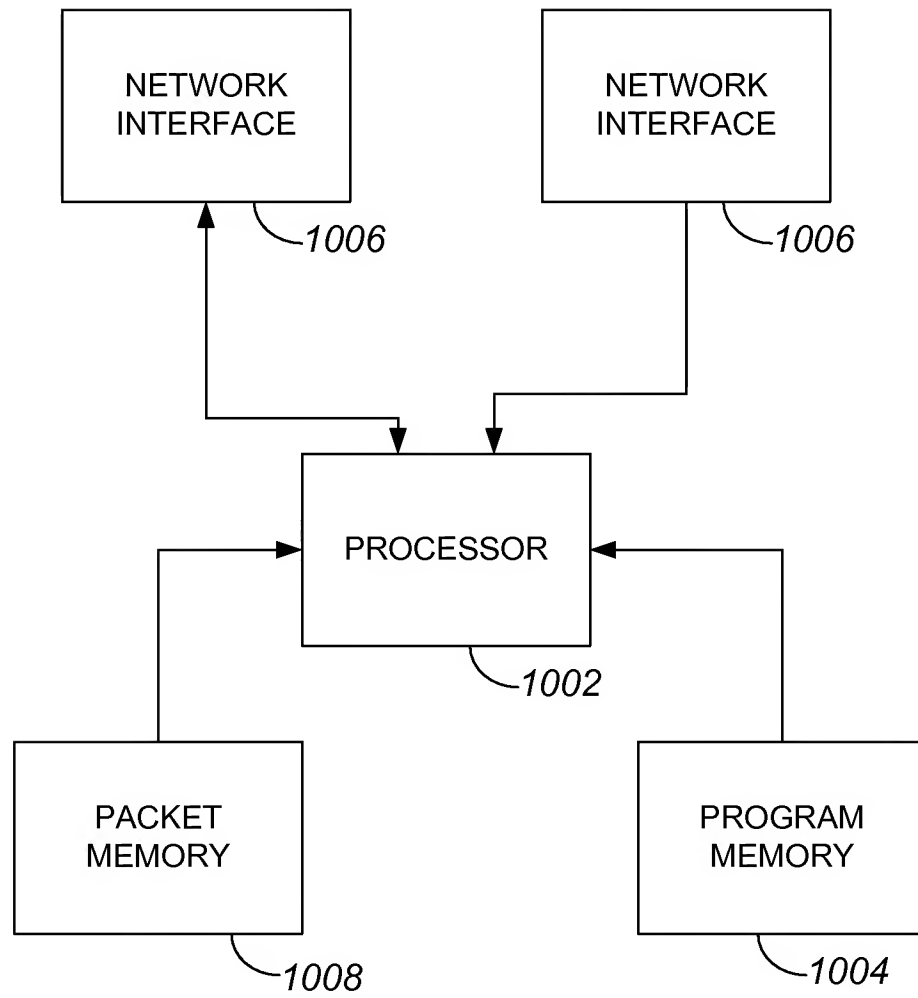 NETWORK
INTERFACE
1006
NETWORK
INTERFACE
1006
PROCESSOR
1002
PACKET
MEMORY
1008
PROGRAM
MEMORY
1004